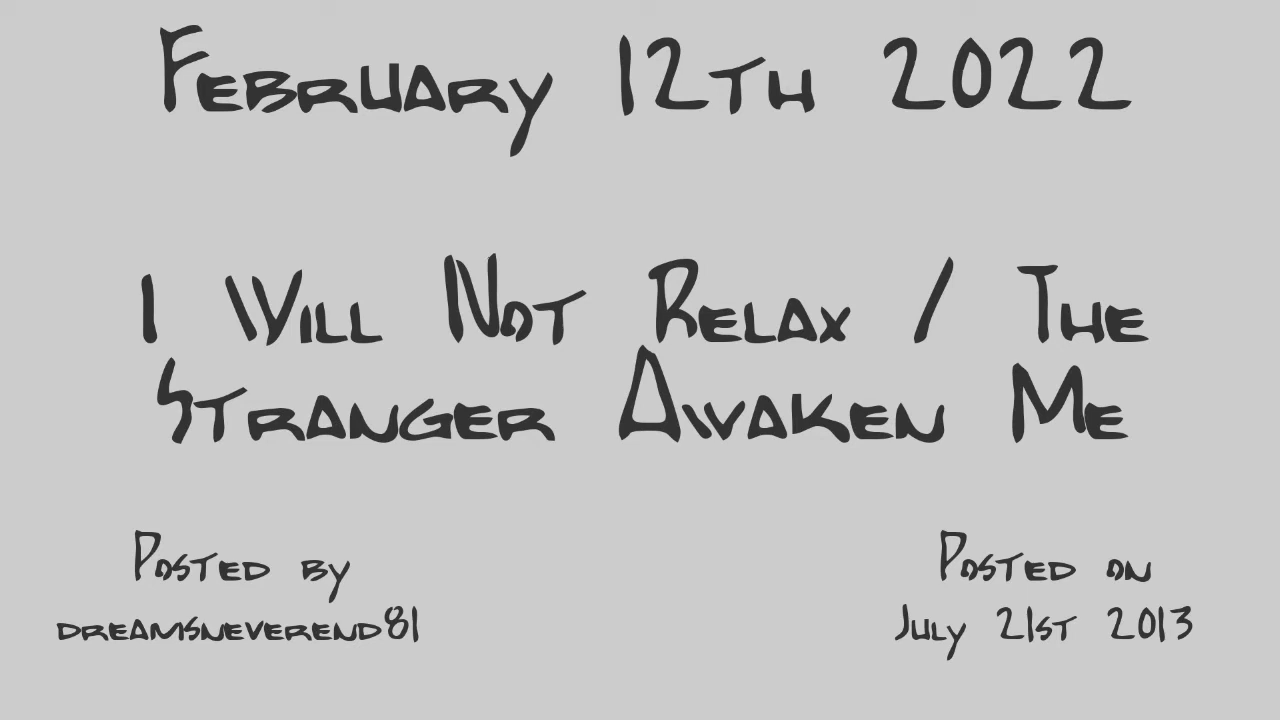 February 12th 2022
I Will Not Relax / The
Stranger Awaken Me
Posted by
dreamsneverend81
Posted on
July 21st 2013